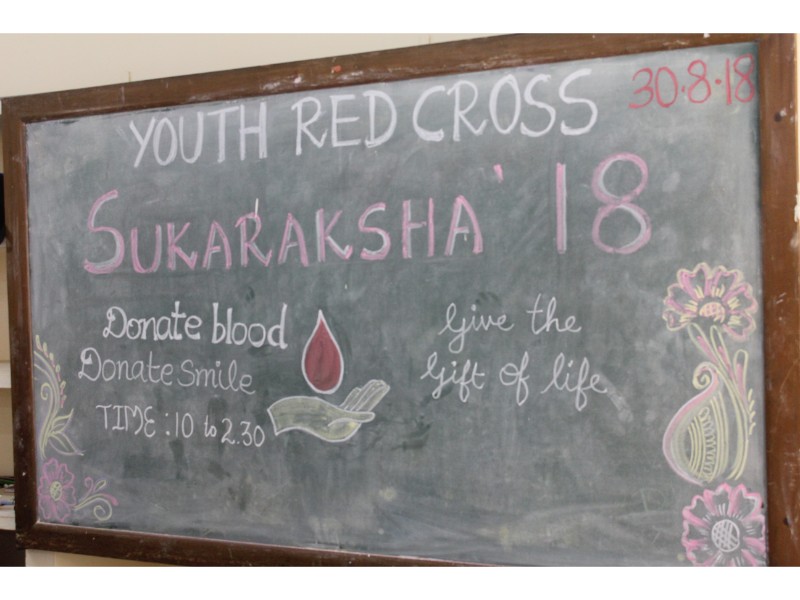 30.8.18
YOUTH RED CROSS
SUKARAKSHA '18
Donate blood
Donate Smile
TIME : 10 to 2.30
Give the
Gift of life